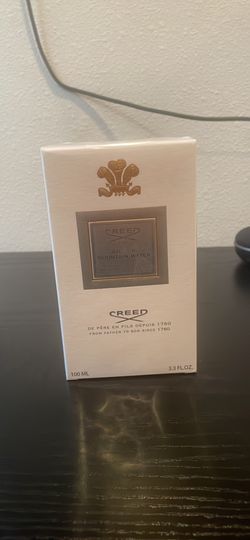 CREED
MOUNTAIN WATER
CREED
DE PÈRE EN FILS DEPUIS 1760
FROM FATHER TO SON SINCE 1760
100 ML
3.3 FL.OZ.